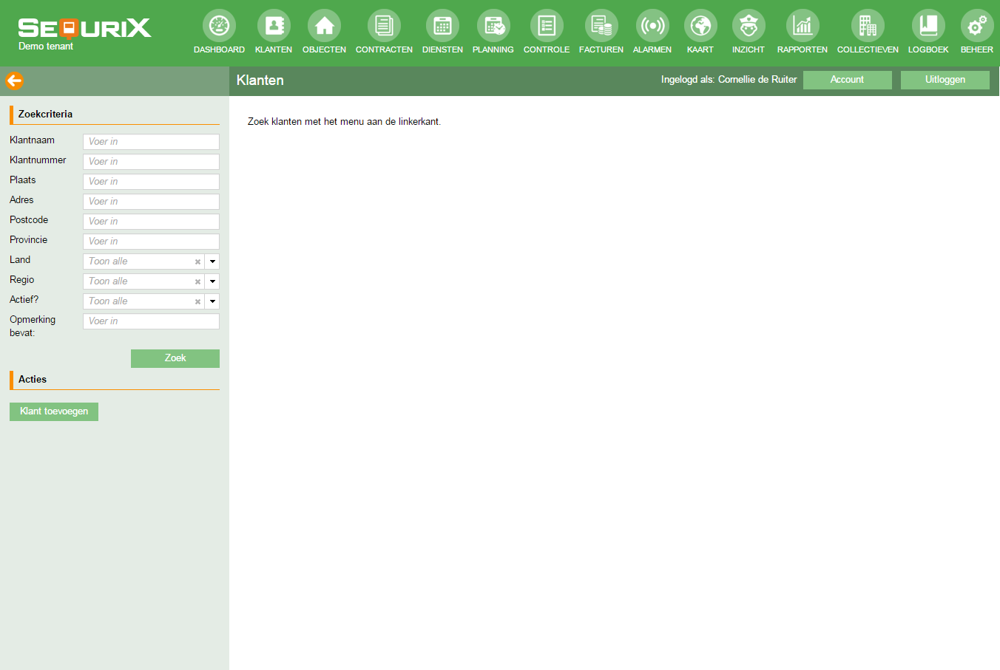 SEQURIX
Demo tenant
DASHBOARD KLANTEN OBJECTEN CONTRACTEN DIENSTEN PLANNING CONTROLE FACTUREN ALARMEN KAART INZICHT RAPPORTEN COLLECTIEVEN LOGBOEK BEHEER
Klanten
Ingelogd als: Cornellie de Ruiter
Account
Uitloggen
Zoekcriteria
Klantnaam Voer in
Klantnummer Voer in
Plaats Voer in
Adres Voer in
Postcode Voer in
Provincie Voer in
Land Toon alle
Regio Toon alle
Actief? Toon alle
Opmerking Voer in
bevat:
Zoek
Acties
Klant toevoegen
Zoek klanten met het menu aan de linkerkant.